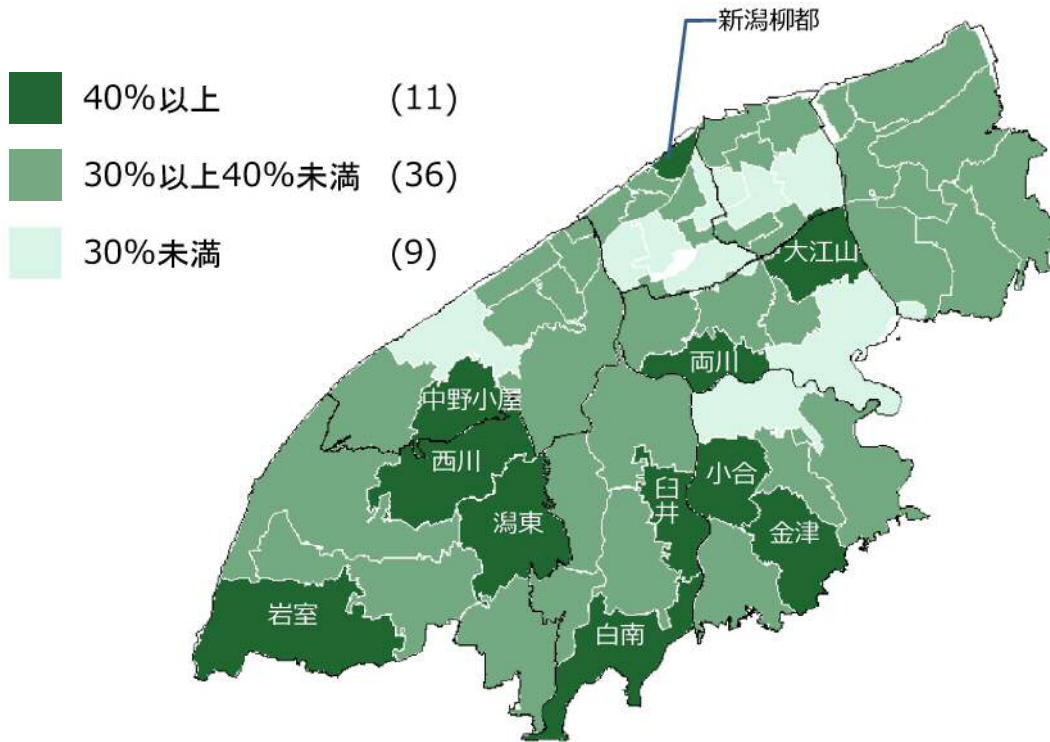 新潟柳都
40%以上 (11)
30%以上40%未満 (36)
30%未満 (9)
大江山
両川
中野小屋
西川
小合
臼井
潟東
金津
岩室
白南